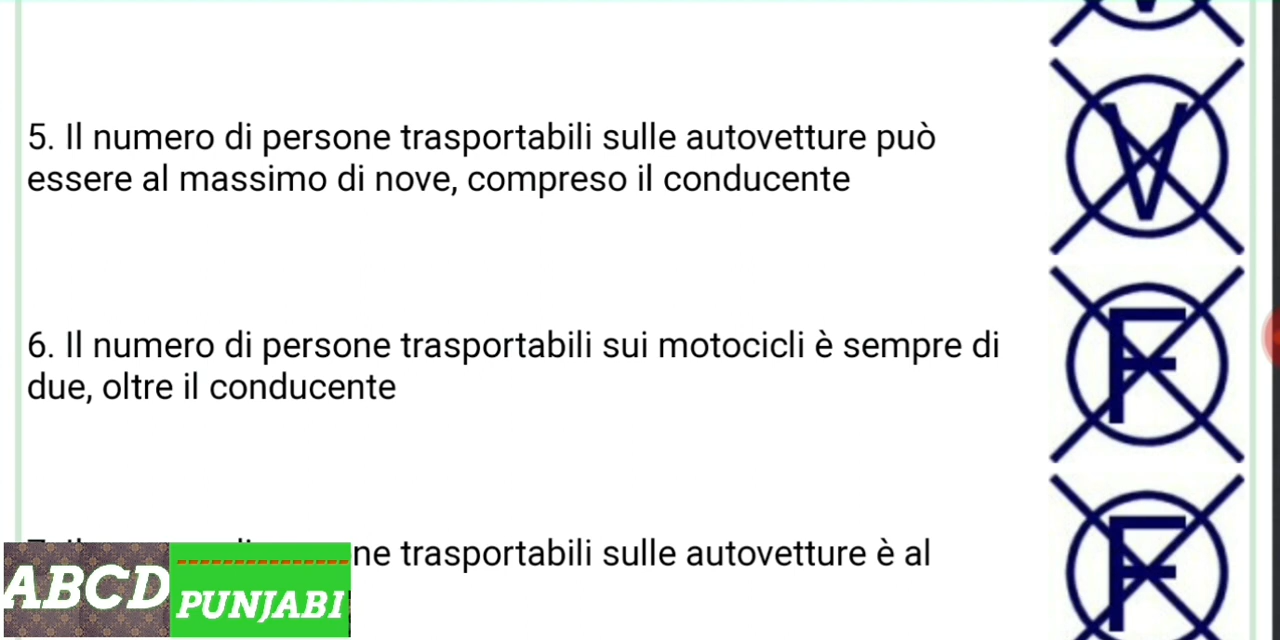 V
5. Il numero di persone trasportabili sulle autovetture può
essere al massimo di nove, compreso il conducente
V
6. Il numero di persone trasportabili sui motocicli è sempre di
due, oltre il conducente
F
trasportabili sulle autovetture è al
F
ABCD
PUNJABI